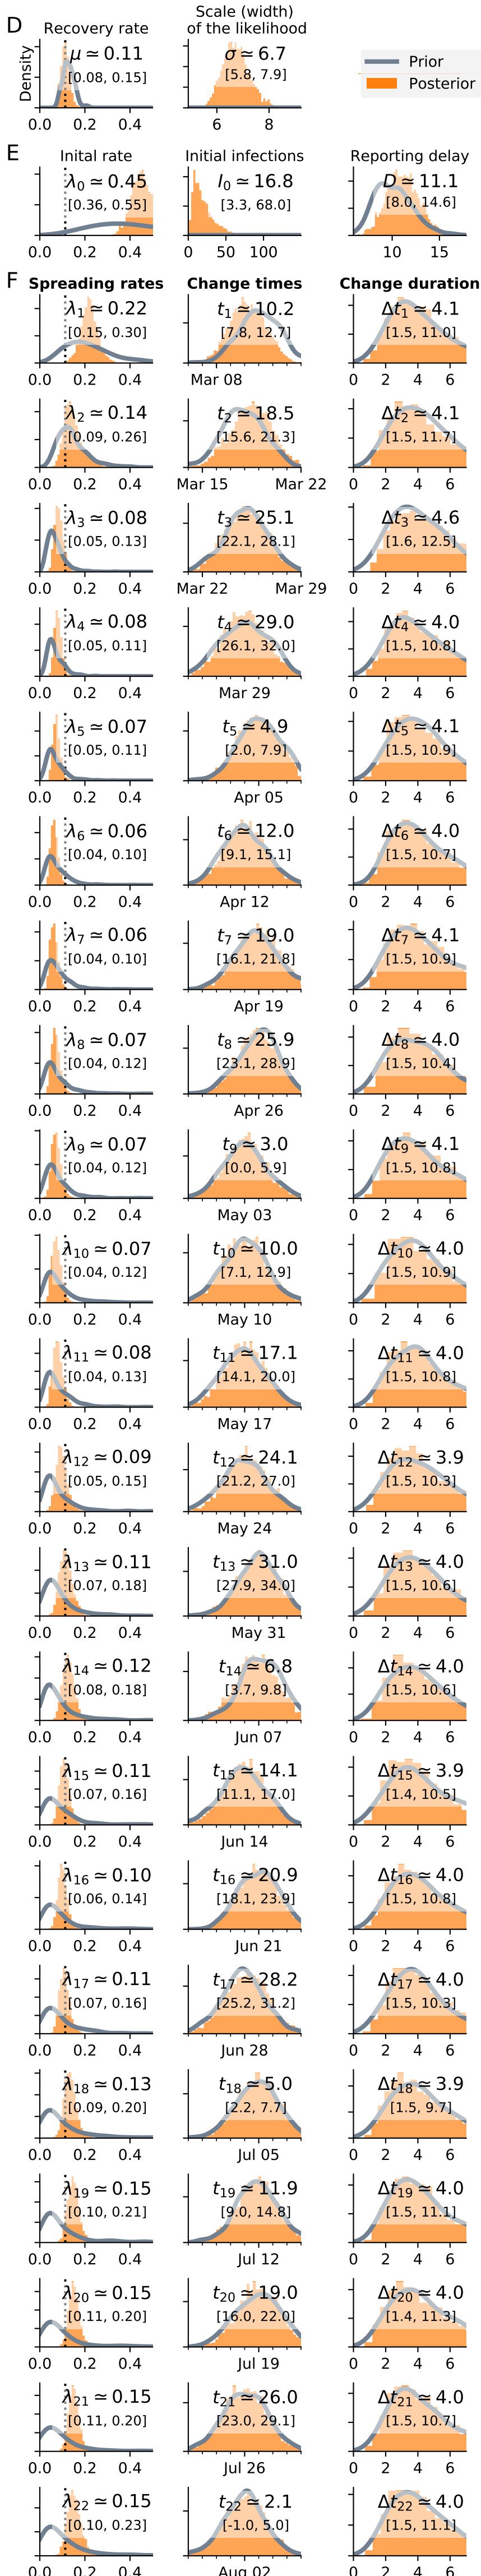 D
Recovery rate
Scale (width)
of the likelihood
Density
μ ≃ 0.11
[0.08, 0.15]
σ ≃ 6.7
[5.8, 7.9]
Prior
Posterior
0.0 0.2 0.4
6 8
E
Inital rate
Initial infections
Reporting delay
λ0 ≃ 0.45
[0.36, 0.55]
I0 ≃ 16.8
[3.3, 68.0]
D ≃ 11.1
[8.0, 14.6]
0.0 0.2 0.4
0 50 100
10 15
F
Spreading rates
Change times
Change duration
λ1 ≃ 0.22
[0.15, 0.30]
t1 ≃ 10.2
[7.8, 12.7]
Δt1 ≃ 4.1
[1.5, 11.0]
0.0 0.2 0.4
Mar 08
0 2 4 6
λ2 ≃ 0.14
[0.09, 0.26]
t2 ≃ 18.5
[15.6, 21.3]
Δt2 ≃ 4.1
[1.5, 11.7]
0.0 0.2 0.4
Mar 15 Mar 22
0 2 4 6
λ3 ≃ 0.08
[0.05, 0.13]
t3 ≃ 25.1
[22.1, 28.1]
Δt3 ≃ 4.6
[1.6, 12.5]
0.0 0.2 0.4
Mar 22 Mar 29
0 2 4 6
λ4 ≃ 0.08
[0.05, 0.11]
t4 ≃ 29.0
[26.1, 32.0]
Δt4 ≃ 4.0
[1.5, 10.8]
0.0 0.2 0.4
Mar 29
0 2 4 6
λ5 ≃ 0.07
[0.05, 0.11]
t5 ≃ 4.9
[2.0, 7.9]
Δt5 ≃ 4.1
[1.5, 10.9]
0.0 0.2 0.4
Apr 05
0 2 4 6
λ6 ≃ 0.06
[0.04, 0.10]
t6 ≃ 12.0
[9.1, 15.1]
Δt6 ≃ 4.0
[1.5, 10.7]
0.0 0.2 0.4
Apr 12
0 2 4 6
λ7 ≃ 0.06
[0.04, 0.10]
t7 ≃ 19.0
[16.1, 21.8]
Δt7 ≃ 4.1
[1.5, 10.9]
0.0 0.2 0.4
Apr 19
0 2 4 6
λ8 ≃ 0.07
[0.04, 0.12]
t8 ≃ 25.9
[23.1, 28.9]
Δt8 ≃ 4.0
[1.5, 10.4]
0.0 0.2 0.4
Apr 26
0 2 4 6
λ9 ≃ 0.07
[0.04, 0.12]
t9 ≃ 3.0
[0.0, 5.9]
Δt9 ≃ 4.1
[1.5, 10.8]
0.0 0.2 0.4
May 03
0 2 4 6
λ10 ≃ 0.07
[0.04, 0.12]
t10 ≃ 10.0
[7.1, 12.9]
Δt10 ≃ 4.0
[1.5, 10.9]
0.0 0.2 0.4
May 10
0 2 4 6
λ11 ≃ 0.08
[0.04, 0.13]
t11 ≃ 17.1
[14.1, 20.0]
Δt11 ≃ 4.0
[1.5, 10.8]
0.0 0.2 0.4
May 17
0 2 4 6
λ12 ≃ 0.09
[0.05, 0.15]
t12 ≃ 24.1
[21.2, 27.0]
Δt12 ≃ 3.9
[1.5, 10.3]
0.0 0.2 0.4
May 24
0 2 4 6
λ13 ≃ 0.11
[0.07, 0.18]
t13 ≃ 31.0
[27.9, 34.0]
Δt13 ≃ 4.0
[1.5, 10.6]
0.0 0.2 0.4
May 31
0 2 4 6
λ14 ≃ 0.12
[0.08, 0.18]
t14 ≃ 6.8
[3.7, 9.8]
Δt14 ≃ 4.0
[1.5, 10.6]
0.0 0.2 0.4
Jun 07
0 2 4 6
λ15 ≃ 0.11
[0.07, 0.16]
t15 ≃ 14.1
[11.1, 17.0]
Δt15 ≃ 3.9
[1.4, 10.5]
0.0 0.2 0.4
Jun 14
0 2 4 6
λ16 ≃ 0.10
[0.06, 0.14]
t16 ≃ 20.9
[18.1, 23.9]
Δt16 ≃ 4.0
[1.5, 10.8]
0.0 0.2 0.4
Jun 21
0 2 4 6
λ17 ≃ 0.11
[0.07, 0.16]
t17 ≃ 28.2
[25.2, 31.2]
Δt17 ≃ 4.0
[1.5, 10.3]
0.0 0.2 0.4
Jun 28
0 2 4 6
λ18 ≃ 0.13
[0.09, 0.20]
t18 ≃ 5.0
[2.2, 7.7]
Δt18 ≃ 3.9
[1.5, 9.7]
0.0 0.2 0.4
Jul 05
0 2 4 6
λ19 ≃ 0.15
[0.10, 0.21]
t19 ≃ 11.9
[9.0, 14.8]
Δt19 ≃ 4.0
[1.5, 11.1]
0.0 0.2 0.4
Jul 12
0 2 4 6
λ20 ≃ 0.15
[0.11, 0.20]
t20 ≃ 19.0
[16.0, 22.0]
Δt20 ≃ 4.0
[1.4, 11.3]
0.0 0.2 0.4
Jul 19
0 2 4 6
λ21 ≃ 0.15
[0.11, 0.20]
t21 ≃ 26.0
[23.0, 29.1]
Δt21 ≃ 4.0
[1.5, 10.7]
0.0 0.2 0.4
Jul 26
0 2 4 6
λ22 ≃ 0.15
[0.10, 0.23]
t22 ≃ 2.1
[-1.0, 5.0]
Δt22 ≃ 4.0
[1.5, 11.1]
0.0 0.2 0.4
Aug 02
0 2 4 6